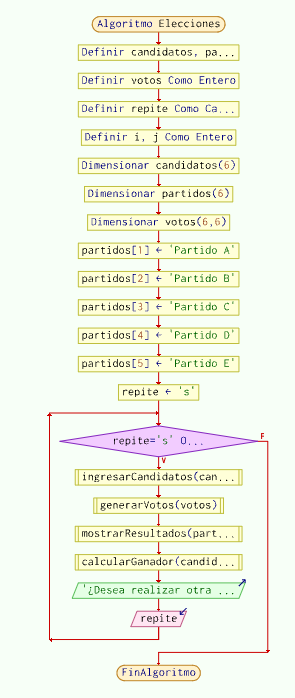 Algoritmo Elecciones
Definir candidatos, pa...
Definir votos Como Entero
Definir repite Como Ca...
Definir i, j Como Entero
Dimensionar candidatos(6)
Dimensionar partidos(6)
Dimensionar votos(6,6)
partidos[1] ← 'Partido A'
partidos[2] ← 'Partido B'
partidos[3] ← 'Partido C'
partidos[4] ← 'Partido D'
partidos[5] ← 'Partido E'
repite ← 's'
repite='s' O...
F
V
ingresarCandidatos(can...
generarVotos(votos)
mostrarResultados(part...
calcularGanador(candid...
'¿Desea realizar otra ...
repite
FinAlgoritmo